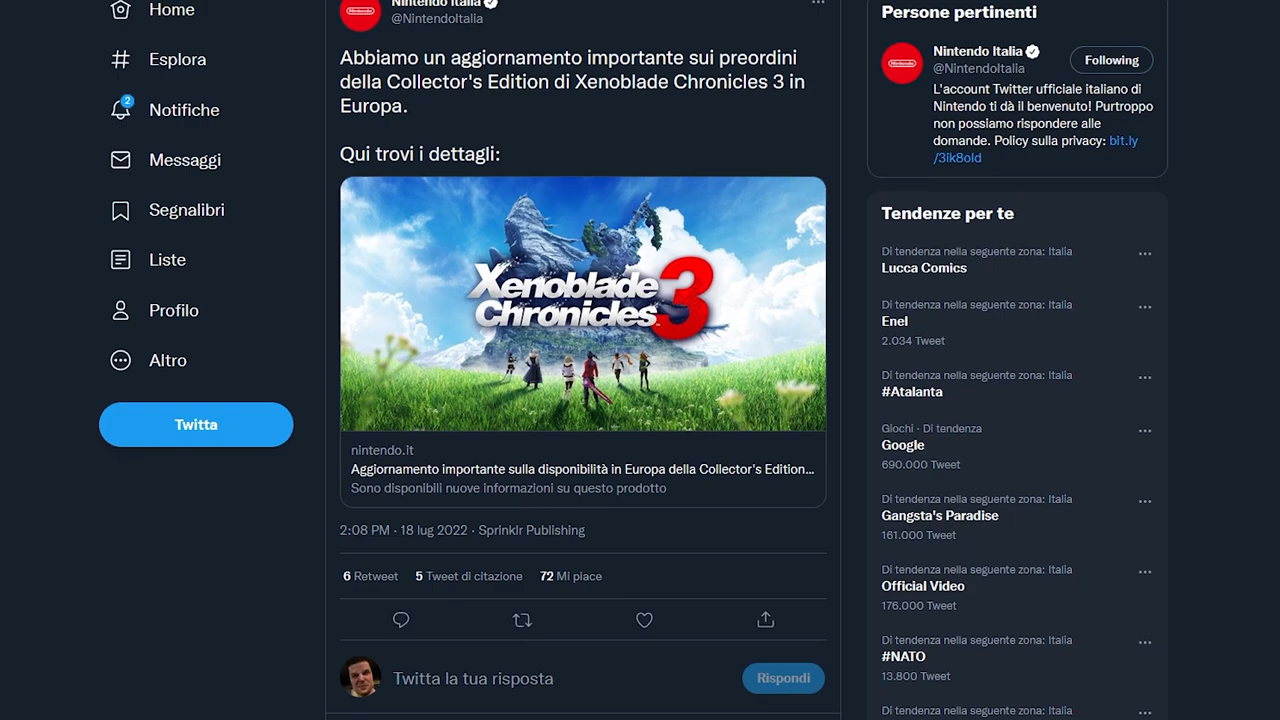 Home
Esplora
Notifiche
2
Messaggi
Segnalibri
Liste
Profilo
Altro
Twitta
Nintendo Italia
@NintendoItalia
Abbiamo un aggiornamento importante sui preordini
della Collector's Edition di Xenoblade Chronicles 3 in
Europa.
Qui trovi i dettagli:
Xenoblade
Chronicles 3
nintendo.it
Aggiornamento importante sulla disponibilità in Europa della Collector's Edition...
Sono disponibili nuove informazioni su questo prodotto
2:08 PM · 18 lug 2022 · Sprinklr Publishing
6 Retweet 5 Tweet di citazione 72 Mi piace
Twitta la tua risposta
Rispondi
Persone pertinenti
Nintendo
Nintendo Italia
@NintendoItalia
Following
L'account Twitter ufficiale italiano di
Nintendo ti dà il benvenuto! Purtroppo
non possiamo rispondere alle
domande. Policy sulla privacy: bit.ly
/3lk8old
Tendenze per te
Di tendenza nella seguente zona: Italia
Lucca Comics
Di tendenza nella seguente zona: Italia
Enel
2.034 Tweet
Di tendenza nella seguente zona: Italia
#Atalanta
Giochi · Di tendenza
Google
690.000 Tweet
Di tendenza nella seguente zona: Italia
Gangsta's Paradise
161.000 Tweet
Di tendenza nella seguente zona: Italia
Official Video
176.000 Tweet
Di tendenza nella seguente zona: Italia
#NATO
13.800 Tweet
Di tendenza nella seguente zona: Italia